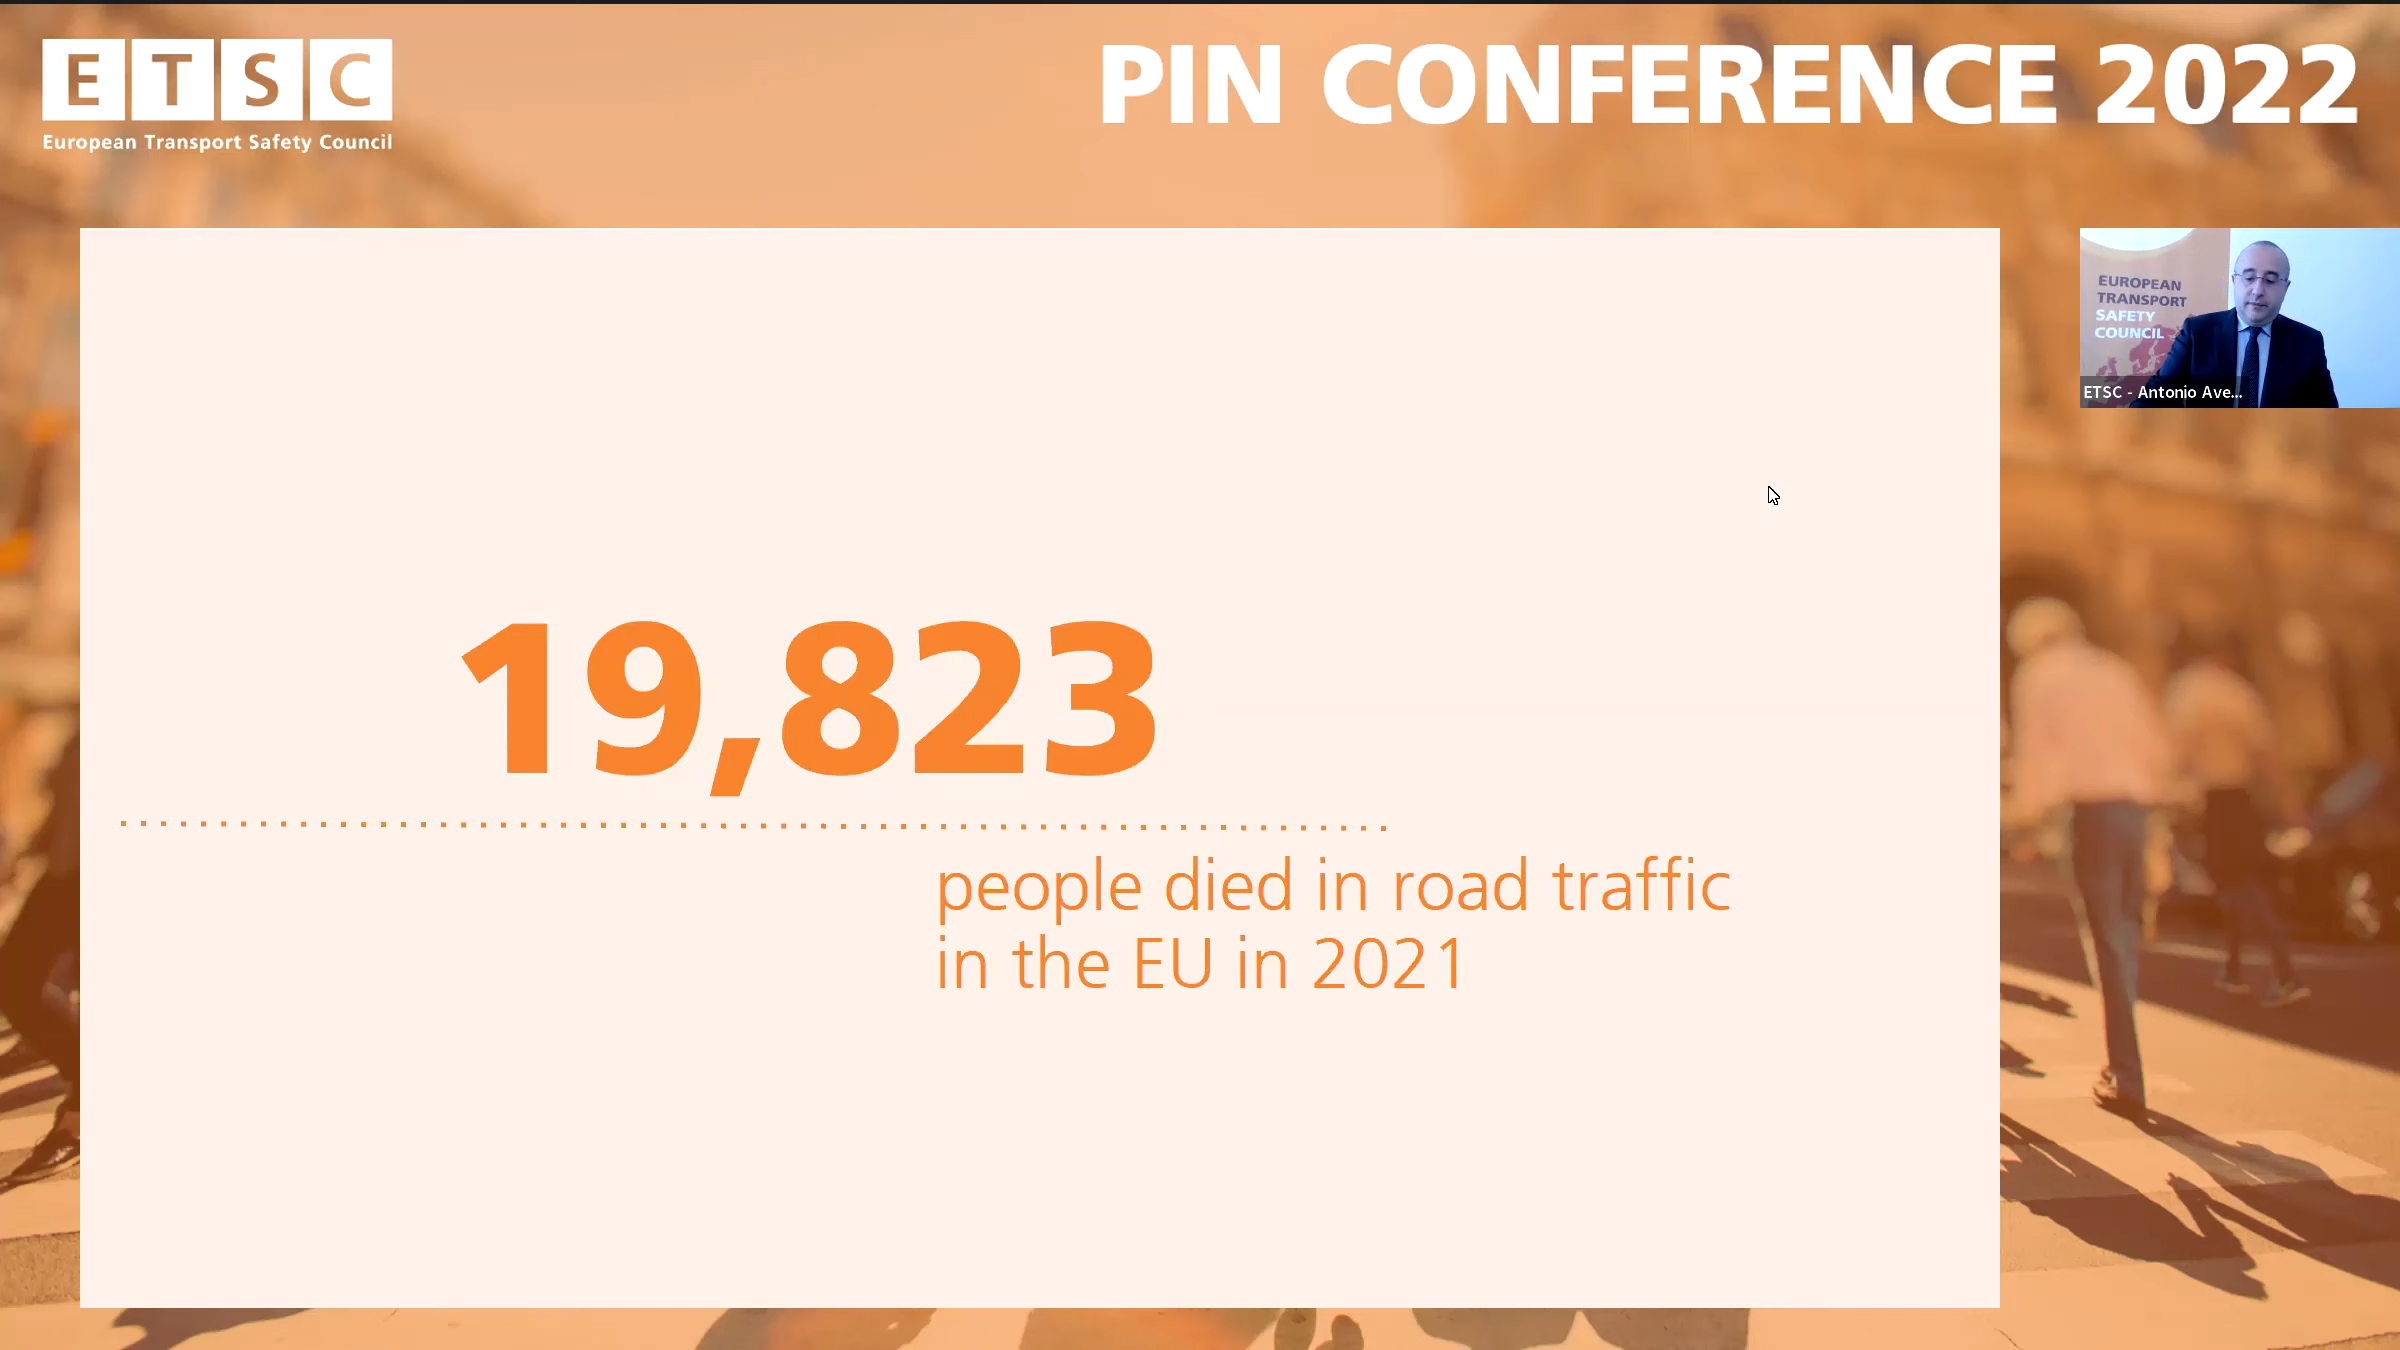 ETSC
European Transport Safety Council
PIN CONFERENCE 2022
EUROPEAN
TRANSPORT
SAFETY
COUNCIL
ETSC - Antonio Ave...
19,823
people died in road traffic
in the EU in 2021